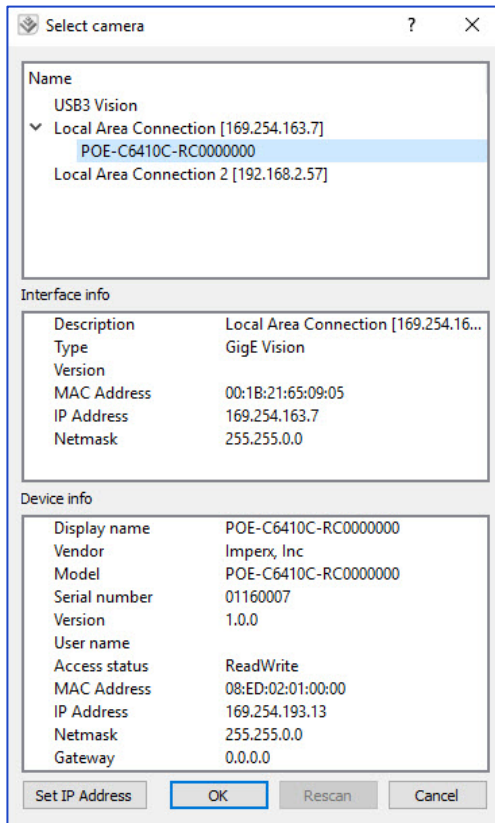 Select camera ?
Name
USB3 Vision
Local Area Connection [169.254.163.7]
POE-C6410C-RC0000000
Local Area Connection 2 [192.168.2.57]
Interface info
Description Local Area Connection [169.254.16...
Type GigE Vision
Version
MAC Address 00:1B:21:65:09:05
IP Address 169.254.163.7
Netmask 255.255.0.0
Device info
Display name POE-C6410C-RC0000000
Vendor Imperx, Inc
Model POE-C6410C-RC0000000
Serial number 01160007
Version 1.0.0
User name
Access status ReadWrite
MAC Address 08:ED:02:01:00:00
IP Address 169.254.193.13
Netmask 255.255.0.0
Gateway 0.0.0.0
Set IP Address OK Rescan Cancel